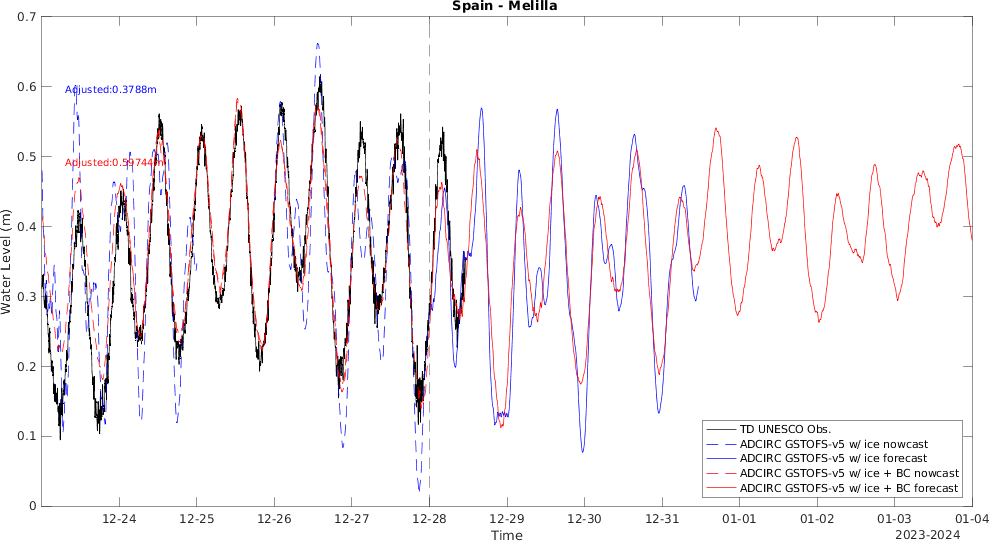 Spain - Melilla
0.7
0.6
0.5
0.4
0.3
0.2
0.1
0
Water Level (m)
Adjusted:0.3788m
Adjusted:0.59744m
TD UNESCO Obs.
ADCIRC GSTOFS-v5 w/ ice nowcast
ADCIRC GSTOFS-v5 w/ ice forecast
ADCIRC GSTOFS-v5 w/ ice + BC nowcast
ADCIRC GSTOFS-v5 w/ ice + BC forecast
12-24 12-25 12-26 12-27 12-28 12-29 12-30 12-31 01-01 01-02 01-03 01-04
Time
2023-2024